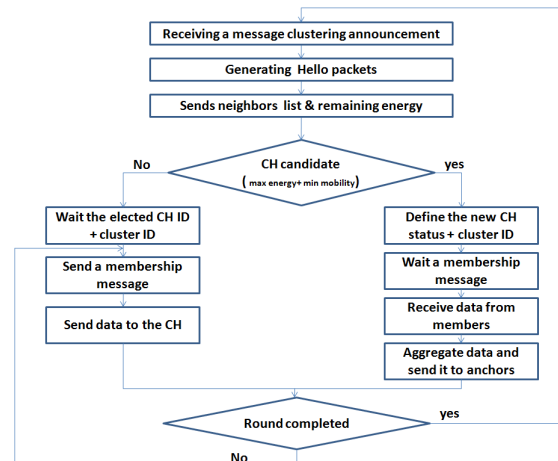 Receiving a message clustering announcement
Generating Hello packets
Sends neighbors list & remaining energy
No
CH candidate
yes
( max energy+ min mobility)
Wait the elected CH ID
+ cluster ID
Define the new CH
status + cluster ID
Send a membership
message
Wait a membership
message
Send data to the CH
Receive data from
members
Aggregate data and
send it to anchors
Round completed
yes
No